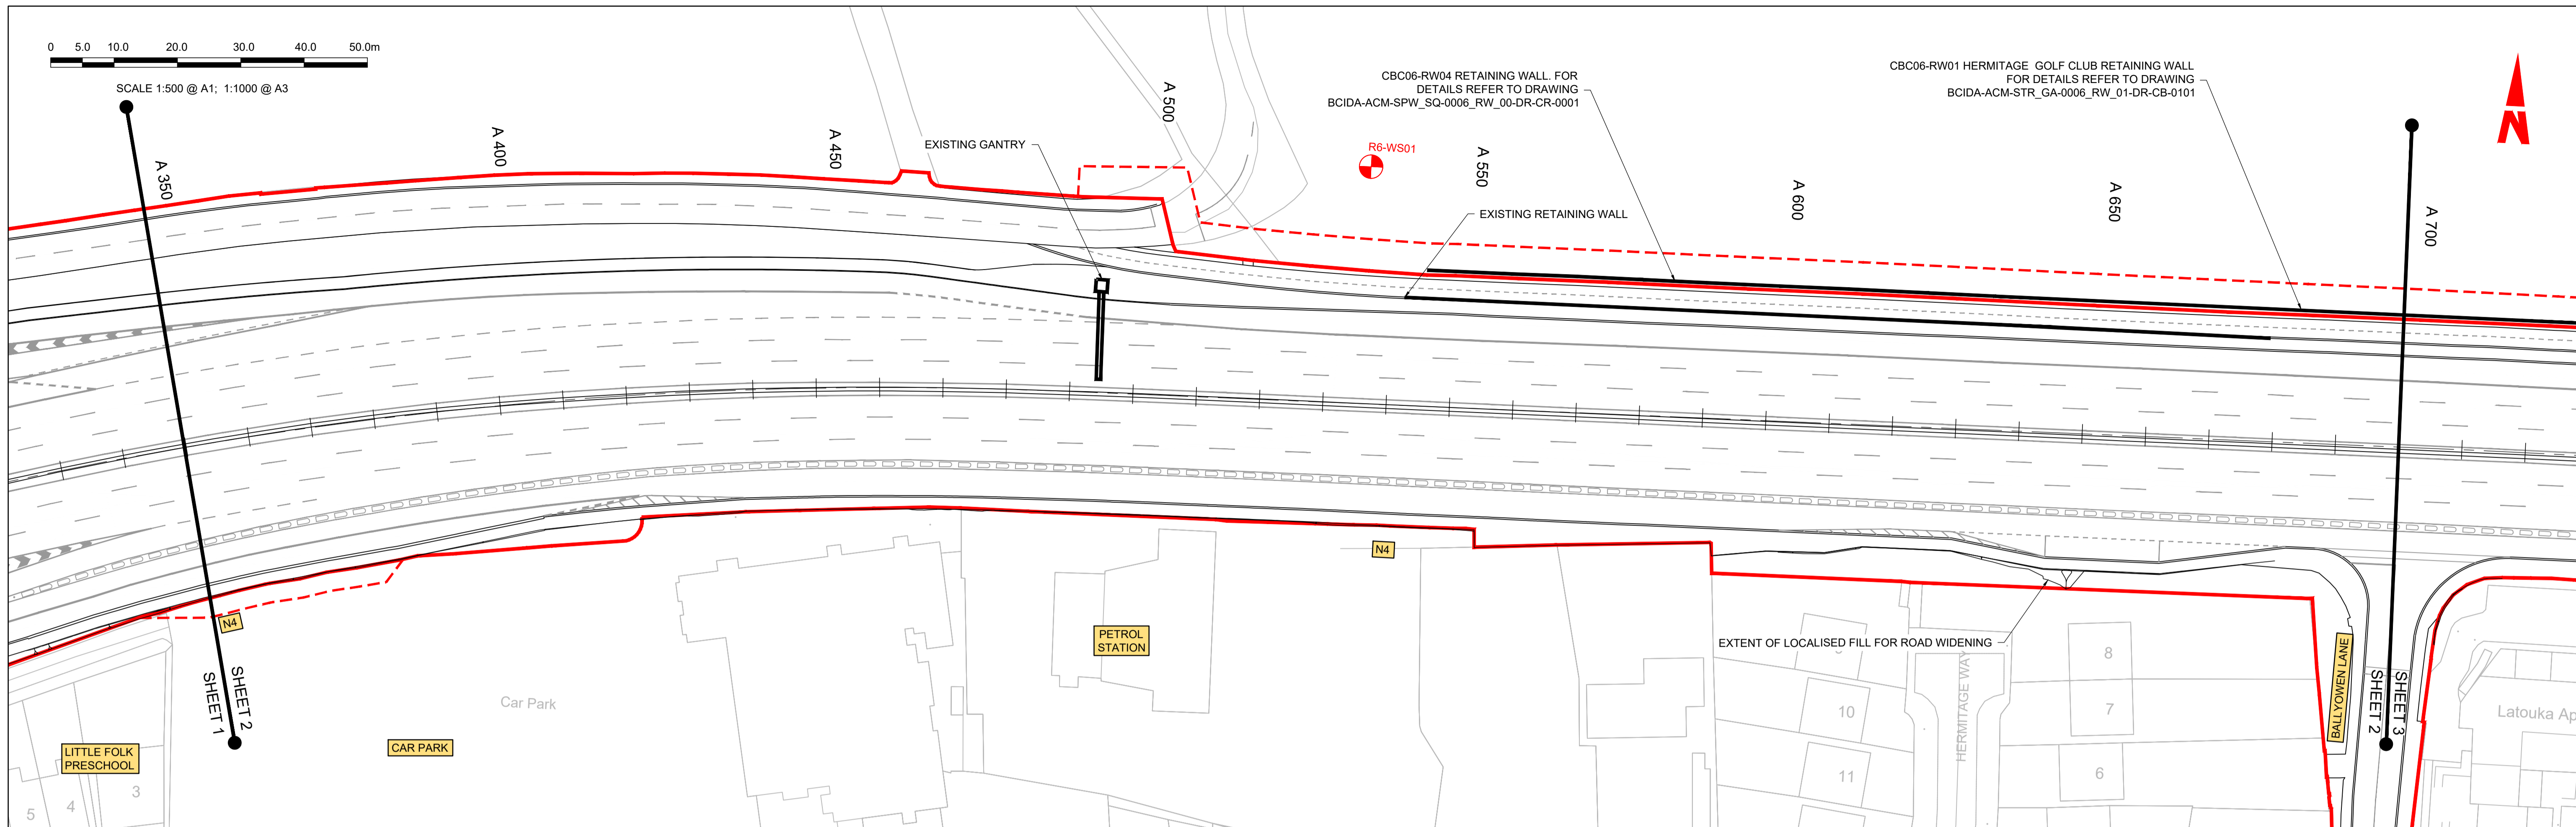 0 5.0 10.0 20.0 30.0 40.0 50.0m
SCALE 1:500 @ A1; 1:1000 @ A3
A 350
A 400
A 450
A 500
A 550
A 600
A 650
A 700
EXISTING GANTRY
CBC06-RW04 RETAINING WALL. FOR
DETAILS REFER TO DRAWING
BCIDA-ACM-SPW_SQ-0006_RW_00-DR-CR-0001
R6-WS01
EXISTING RETAINING WALL
CBC06-RW01 HERMITAGE GOLF CLUB RETAINING WALL
FOR DETAILS REFER TO DRAWING
BCIDA-ACM-STR_GA-0006_RW_01-DR-CB-0101
N
N4
N4
SHEET 1
SHEET 2
LITTLE FOLK
PRESCHOOL
5
4
3
CAR PARK
Car Park
PETROL
STATION
EXTENT OF LOCALISED FILL FOR ROAD WIDENING
10
11
HERMITAGE WAY
8
7
6
BALLYOWEN LANE
SHEET 2
SHEET 3
Latouka Ap